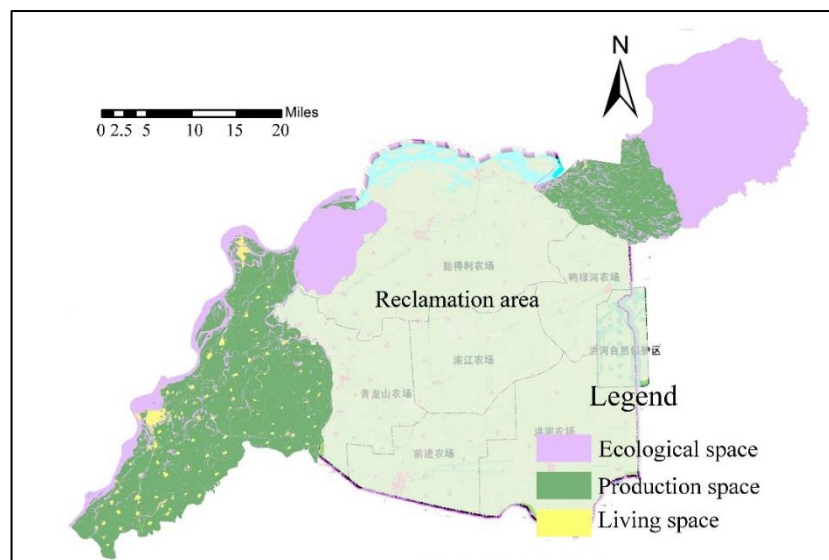 N
Miles
0 2.5 5 10 15 20
勤得利农场
鸭绿河农场
Reclamation area
浓江农场
洪河自然保护区
青龙山农场
Legend
洪河农场
前进农场
Ecological space
Production space
Living space